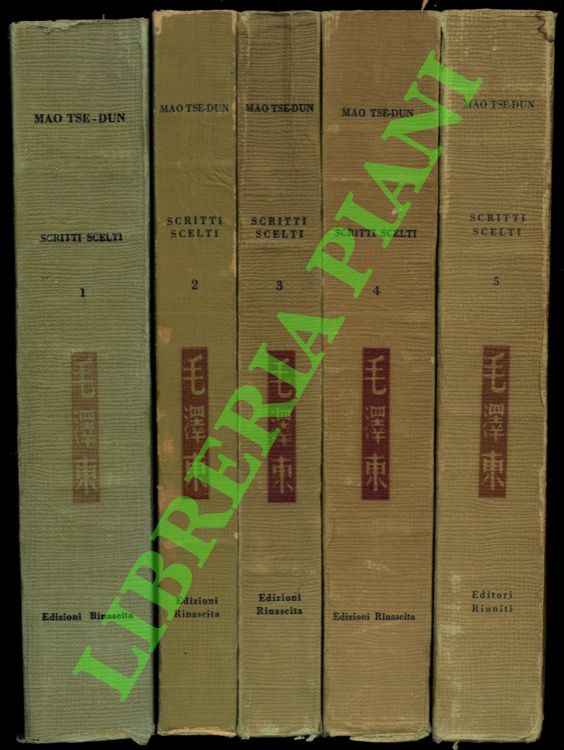 MAO TSE-DUN
SCRITTI SCELTI
1
毛澤東
Edizioni Rinascita
MAO TSE-DUN
SCRITTI
SCELTI
2
毛澤東
Edizioni
Rinascita
MAO TSE-DUN
SCRITTI
SCELTI
3
毛澤東
Edizioni
Rinascita
MAO TSE-DUN
SCRITTI SCELTI
4
毛澤東
Edizioni Rinascita
MAO TSE-DUN
SCRITTI
SCELTI
5
毛澤東
Editori
Riuniti
LIBRERIA PIANI